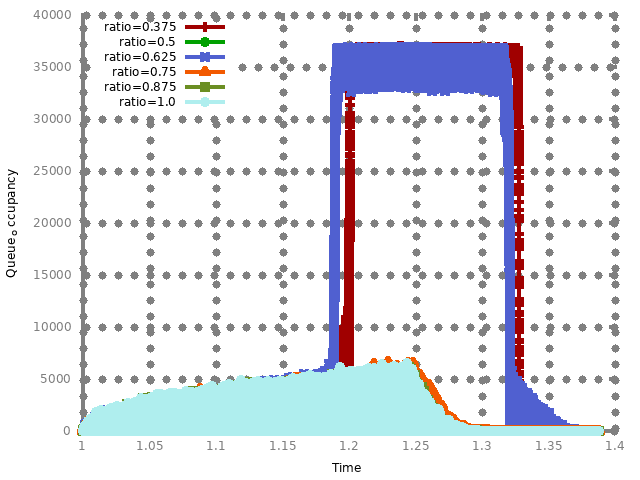 40000
35000
30000
25000
20000
15000
10000
5000
0
ratio=0.375
ratio=0.5
ratio=0.625
ratio=0.75
ratio=0.875
ratio=1.0
Queue o ccupancy
1 1.05 1.1 1.15 1.2 1.25 1.3 1.35 1.4
Time